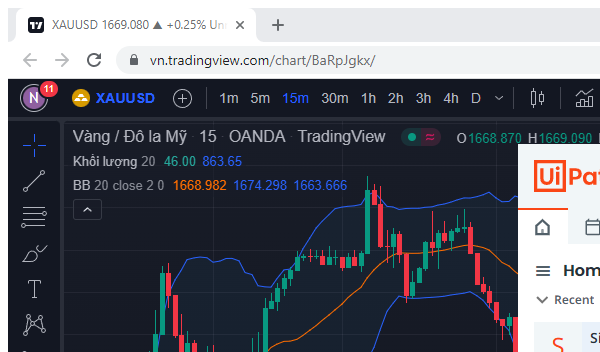 XAUUSD 1669.080 ▲ +0.25%
vn.tradingview.com/chart/BaRpJgkx/
N 11 XAUUSD 1m 5m 15m 30m 1h 2h 3h 4h D
Vàng / Đô la Mỹ · 15 · OANDA · TradingView O1668.870 H1669.090
Khối lượng 20 46.00 863.65
BB 20 close 2 0 1668.982 1674.298 1663.666
Ui Pat
Hom
Recent
S Si